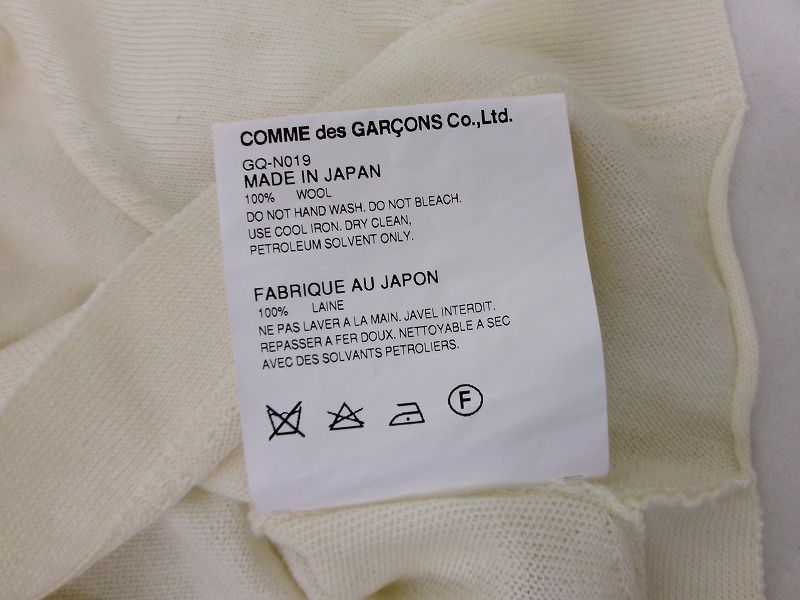 COMME des GARÇONS Co.,Ltd.
GQ-N019
MADE IN JAPAN
100% WOOL
DO NOT HAND WASH. DO NOT BLEACH.
USE COOL IRON. DRY CLEAN,
PETROLEUM SOLVENT ONLY.
FABRIQUE AU JAPON
100% LAINE
NE PAS LAVER A LA MAIN. JAVEL INTERDIT.
REPASSER A FER DOUX. NETTOYABLE A SEC
AVEC DES SOLVANTS PETROLIERS.
F